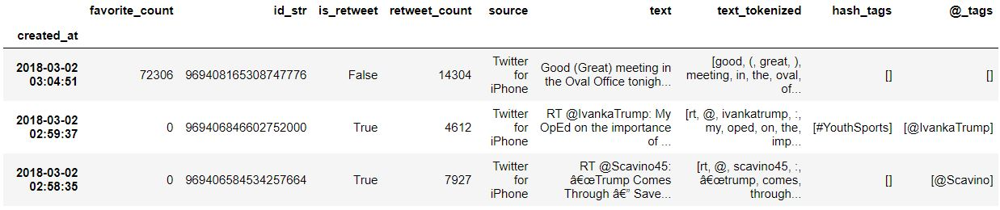 favorite_count id_str is_retweet retweet_count source text text_tokenized hash_tags @_tags
created_at
2018-03-02 03:04:51 72306 969408165308747776 False 14304 Twitter for iPhone Good (Great) meeting in the Oval Office tonigh... [good, (, great, ), meeting, in, the, oval, of... [] []
2018-03-02 02:59:37 0 969406846602752000 True 4612 Twitter for iPhone RT @IvankaTrump: My OpEd on the importance of ... [rt, @, ivankatrump, :, my, oped, on, the, imp... [#YouthSports] [@IvankaTrump]
2018-03-02 02:58:35 0 969406584534257664 True 7927 Twitter for iPhone RT @Scavino45: “Trump Comes Through â€” Save... [rt, @, scavino45, :, “trump, comes, through... [] [@Scavino]